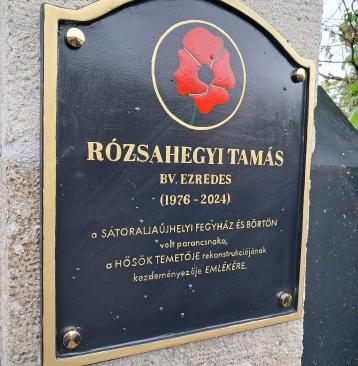 RÓZSAHEGYI TAMÁS
BV. EZREDES
(1976 - 2024)
a SÁTORALJAÚJHELYI FEGYHÁZ ÉS BÖRTÖN
volt parancsnoka,
a HŐSÖK TEMETŐJE rekonstrukciójának
kezdeményezője EMLÉKÉRE.